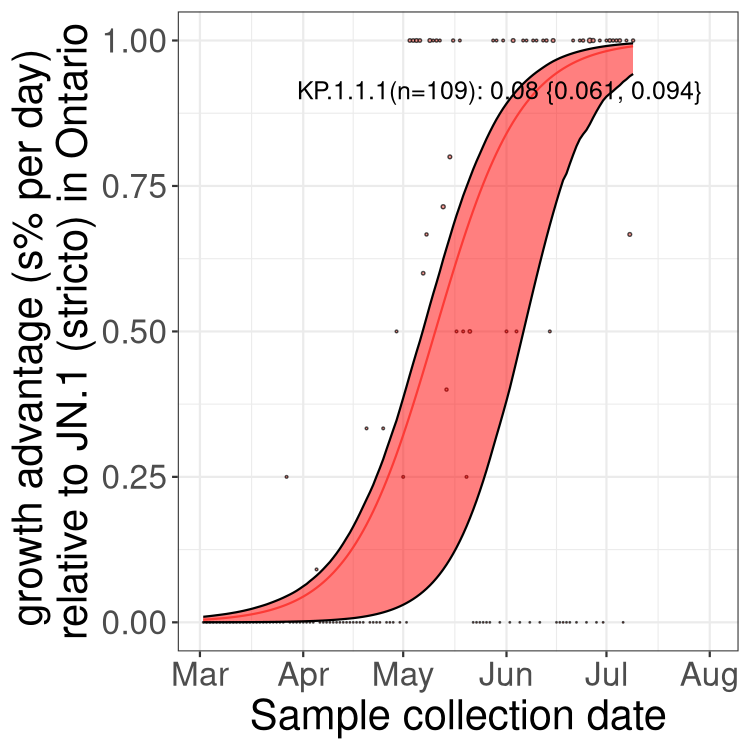 growth advantage (s% per day)
relative to JN.1 (stricto) in Ontario
1.00
0.75
0.50
0.25
0.00
KP.1.1.1(n=109): 0.08 {0.061, 0.094}
Mar Apr May Jun Jul Aug
Sample collection date